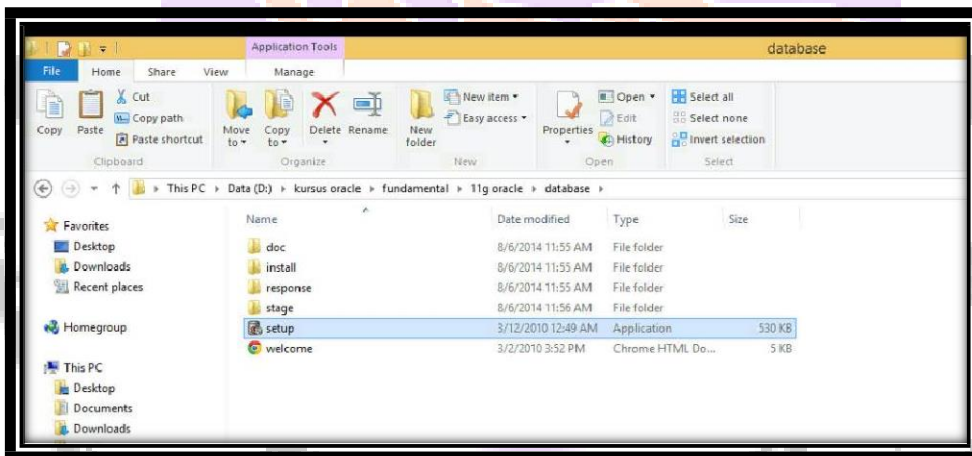 Application Tools
database
File Home Share View Manage
Copy
Paste
Cut
Copy path
Paste shortcut
Clipboard
Move to
Copy to
Delete
Rename
Organize
New folder
New item
Easy access
New
Properties
Open
Edit
History
Open
Select all
Select none
Invert selection
Select
This PC Data (D:) kursus oracle fundamental 11g oracle database
Favorites
Desktop
Downloads
Recent places
Homegroup
This PC
Desktop
Documents
Downloads
Name Date modified Type Size
doc 8/6/2014 11:55 AM File folder
install 8/6/2014 11:55 AM File folder
response 8/6/2014 11:55 AM File folder
stage 8/6/2014 11:56 AM File folder
setup 3/12/2010 12:49 AM Application 530 KB
welcome 3/2/2010 3:52 PM Chrome HTML Do... 5 KB